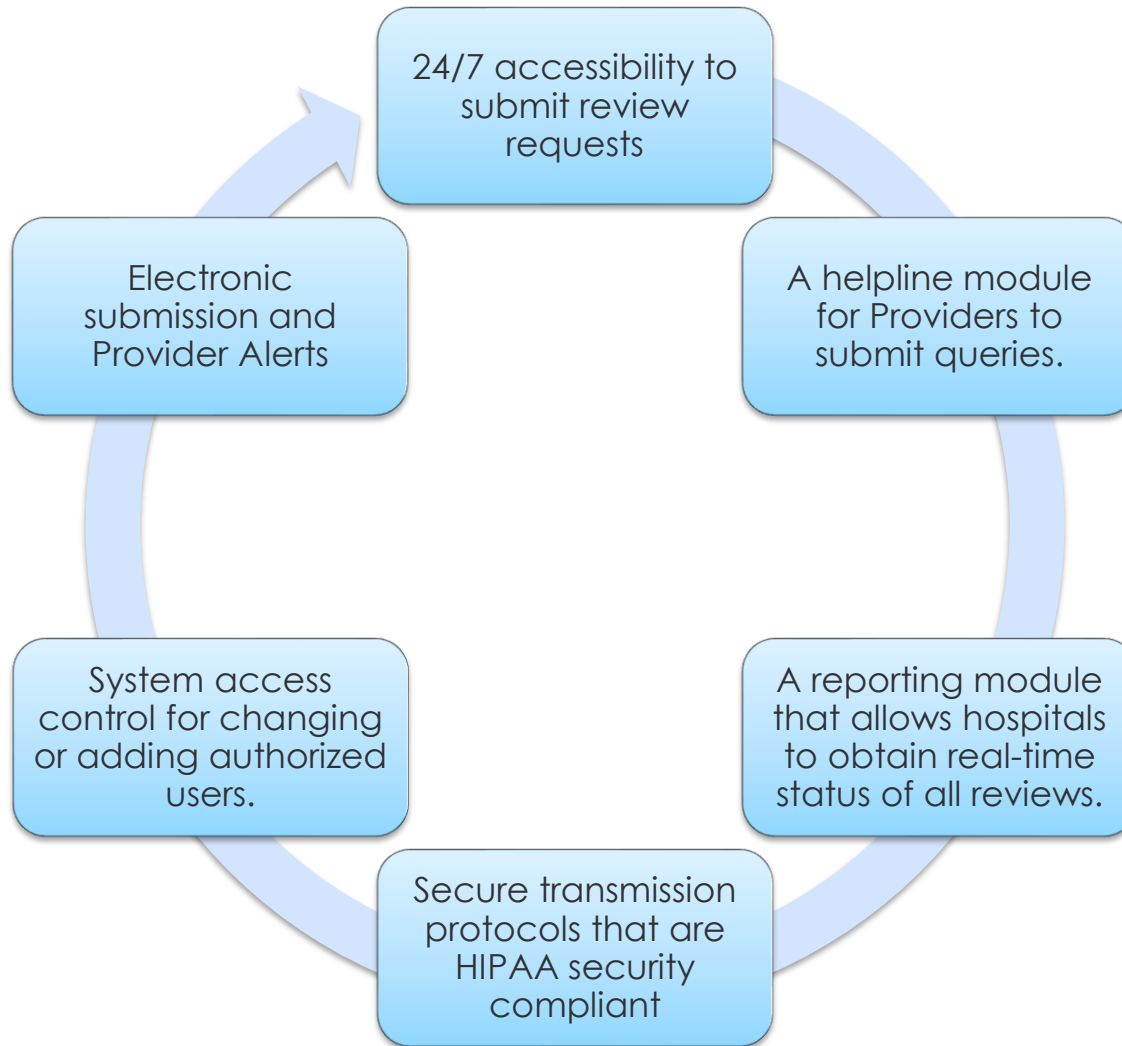 24/7 accessibility to
submit review
requests
A helpline module
for Providers to
submit queries.
A reporting module
that allows hospitals
to obtain real-time
status of all reviews.
Secure transmission
protocols that are
HIPAA security
compliant
System access
control for changing
or adding authorized
users.
Electronic
submission and
Provider Alerts